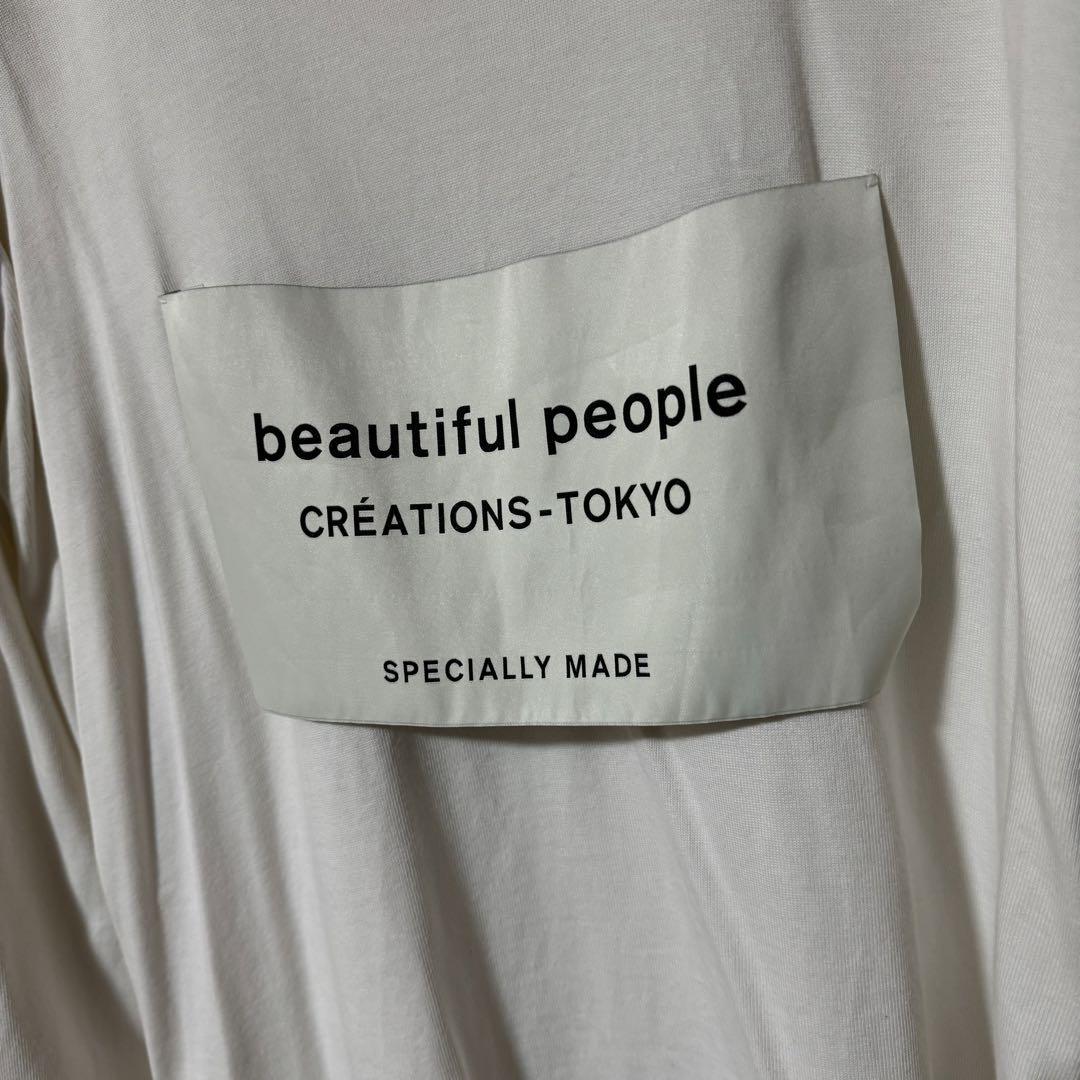 beautiful people
CRÉATIONS-TOKYO
SPECIALLY MADE